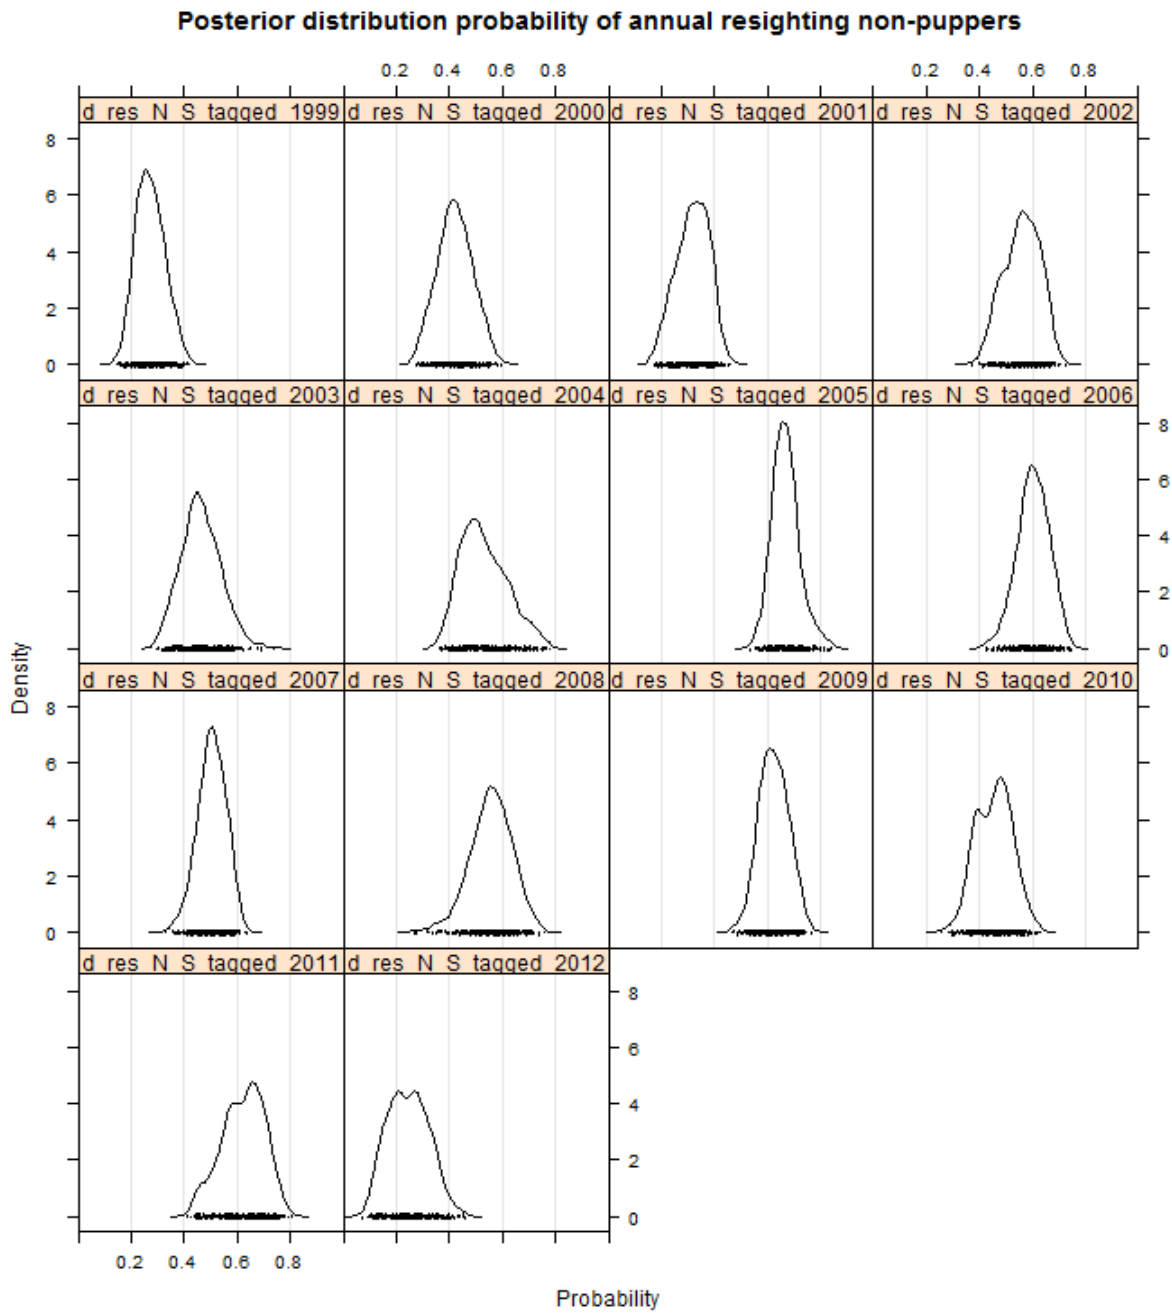 Posterior distribution probability of annual resighting non-puppers
0.2 0.4 0.6 0.8 0.2 0.4 0.6 0.8
d res N S tagged 1999 d res N S tagged 2000 d res N S tagged 2001 d res N S tagged 2002
8
6
4
2
0
d res N S tagged 2003 d res N S tagged 2004 d res N S tagged 2005 d res N S tagged 2006
8
6
4
2
0
Density
d res N S tagged 2007 d res N S tagged 2008 d res N S tagged 2009 d res N S tagged 2010
8
6
4
2
0
d res N S tagged 2011 d res N S tagged 2012
8
6
4
2
0
0.2 0.4 0.6 0.8
Probability